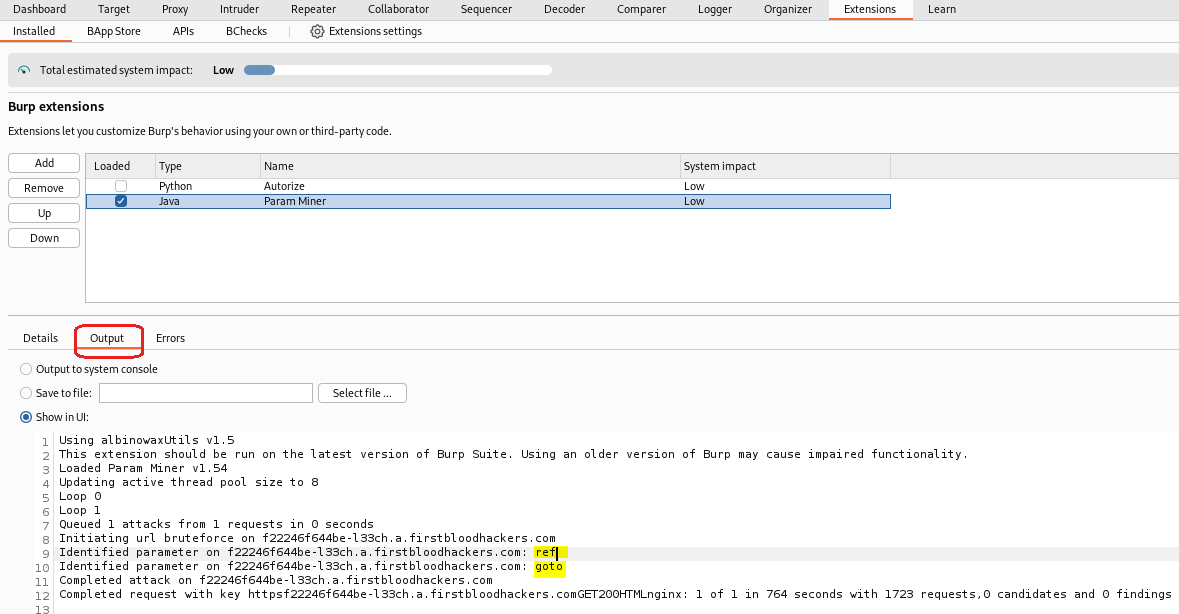 Dashboard Target Proxy Intruder Repeater Collaborator Sequencer Decoder Comparer Logger Organizer Extensions Learn
Installed BApp Store APIs BChecks Extensions settings
Total estimated system impact: Low
Burp extensions
Extensions let you customize Burp's behavior using your own or third-party code.
Add
Remove
Up
Down
Loaded Type Name System impact
Python Autorize Low
Java Param Miner Low
Details Output Errors
Output to system console
Save to file: Select file ...
Show in UI:
1 Using albinowaxUtils v1.5
2 This extension should be run on the latest version of Burp Suite. Using an older version of Burp may cause impaired functionality.
3 Loaded Param Miner v1.54
4 Updating active thread pool size to 8
5 Loop 0
6 Loop 1
7 Queued 1 attacks from 1 requests in 0 seconds
8 Initiating url bruteforce on f22246f644be-l33ch.a.firstbloodhackers.com
9 Identified parameter on f22246f644be-l33ch.a.firstbloodhackers.com: ref
10 Identified parameter on f22246f644be-l33ch.a.firstbloodhackers.com: goto
11 Completed attack on f22246f644be-l33ch.a.firstbloodhackers.com
12 Completed request with key httpsf22246f644be-l33ch.a.firstbloodhackers.comGET200HTMLnginx: 1 of 1 in 764 seconds with 1723 requests,0 candidates and 0 findings
13